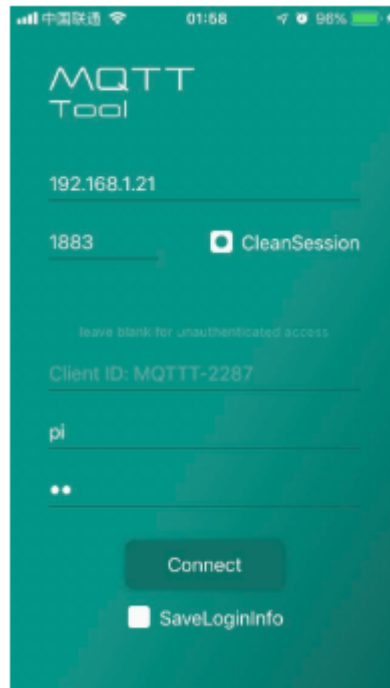 中国联通 01:58 96%
MQTT
Tool
192.168.1.21
1883 CleanSession
leave blank for unauthenticated access
Client ID: MQTTT-2287
pi
••
Connect
SaveLoginInfo